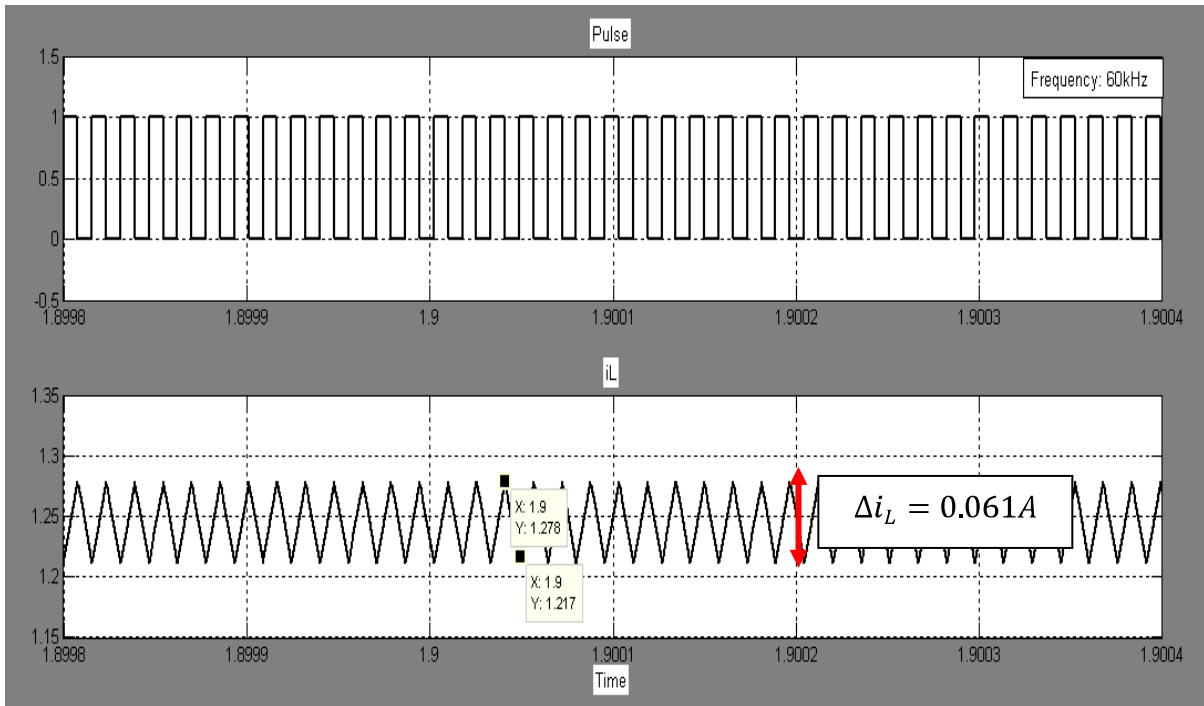 Pulse
1.5
Frequency: 60kHz
1
0.5
0
-0.5
1.8998 1.8999 1.9 1.9001 1.9002 1.9003 1.9004
iL
1.35
1.3
X: 1.9
Y: 1.278
Δi_L = 0.061A
1.25
1.2
X: 1.9
Y: 1.217
1.15
1.8998 1.8999 1.9 1.9001 1.9002 1.9003 1.9004
Time